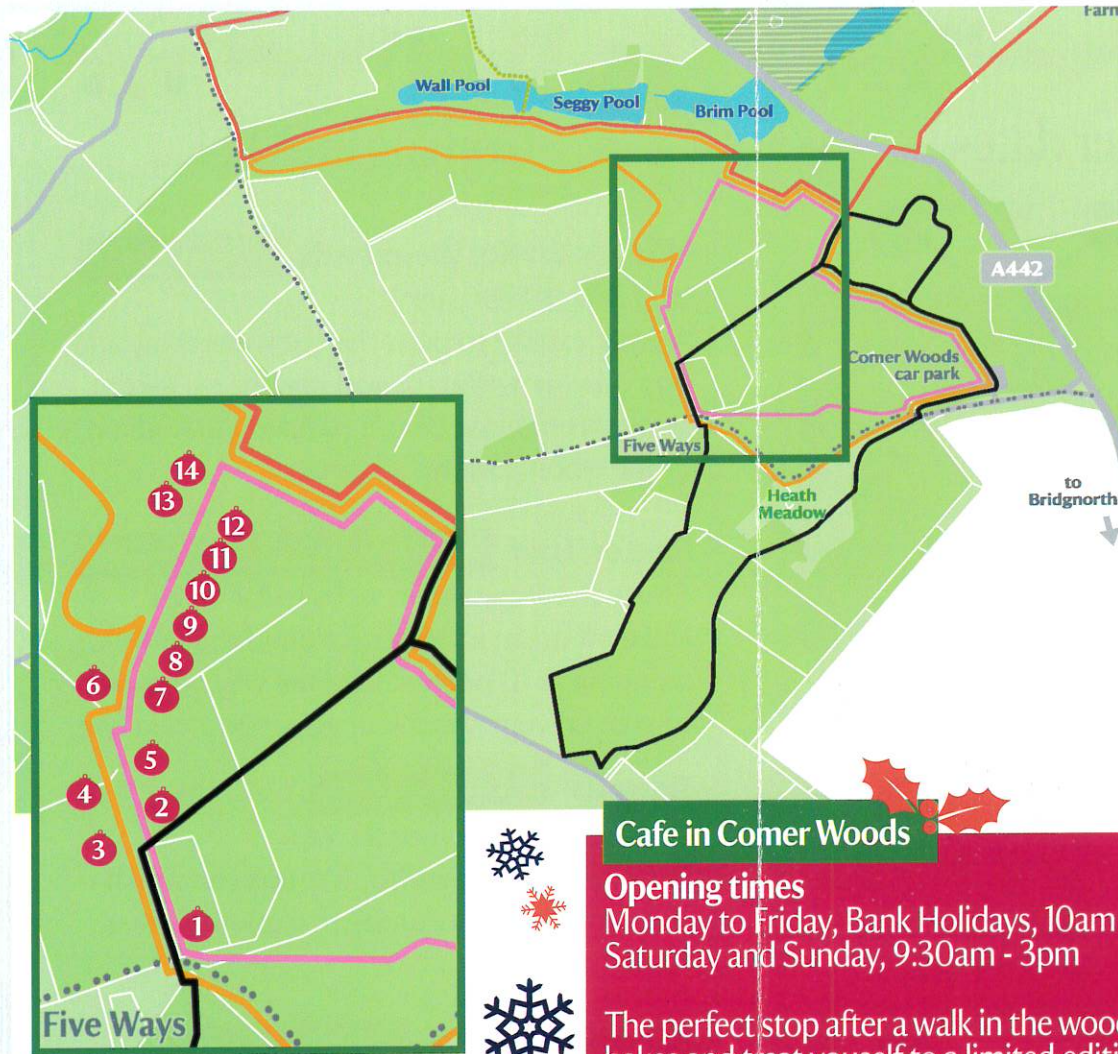 Farm
Wall Pool
Seggy Pool
Brim Pool
A442
Comer Woods
car park
Five Ways
Heath
Meadow
to
Bridgnorth
14
13
12
11
10
9
8
6
7
5
4
2
3
1
Five Ways
Cafe in Comer Woods
Opening times
Monday to Friday, Bank Holidays, 10am
Saturday and Sunday, 9:30am - 3pm
The perfect stop after a walk in the wood